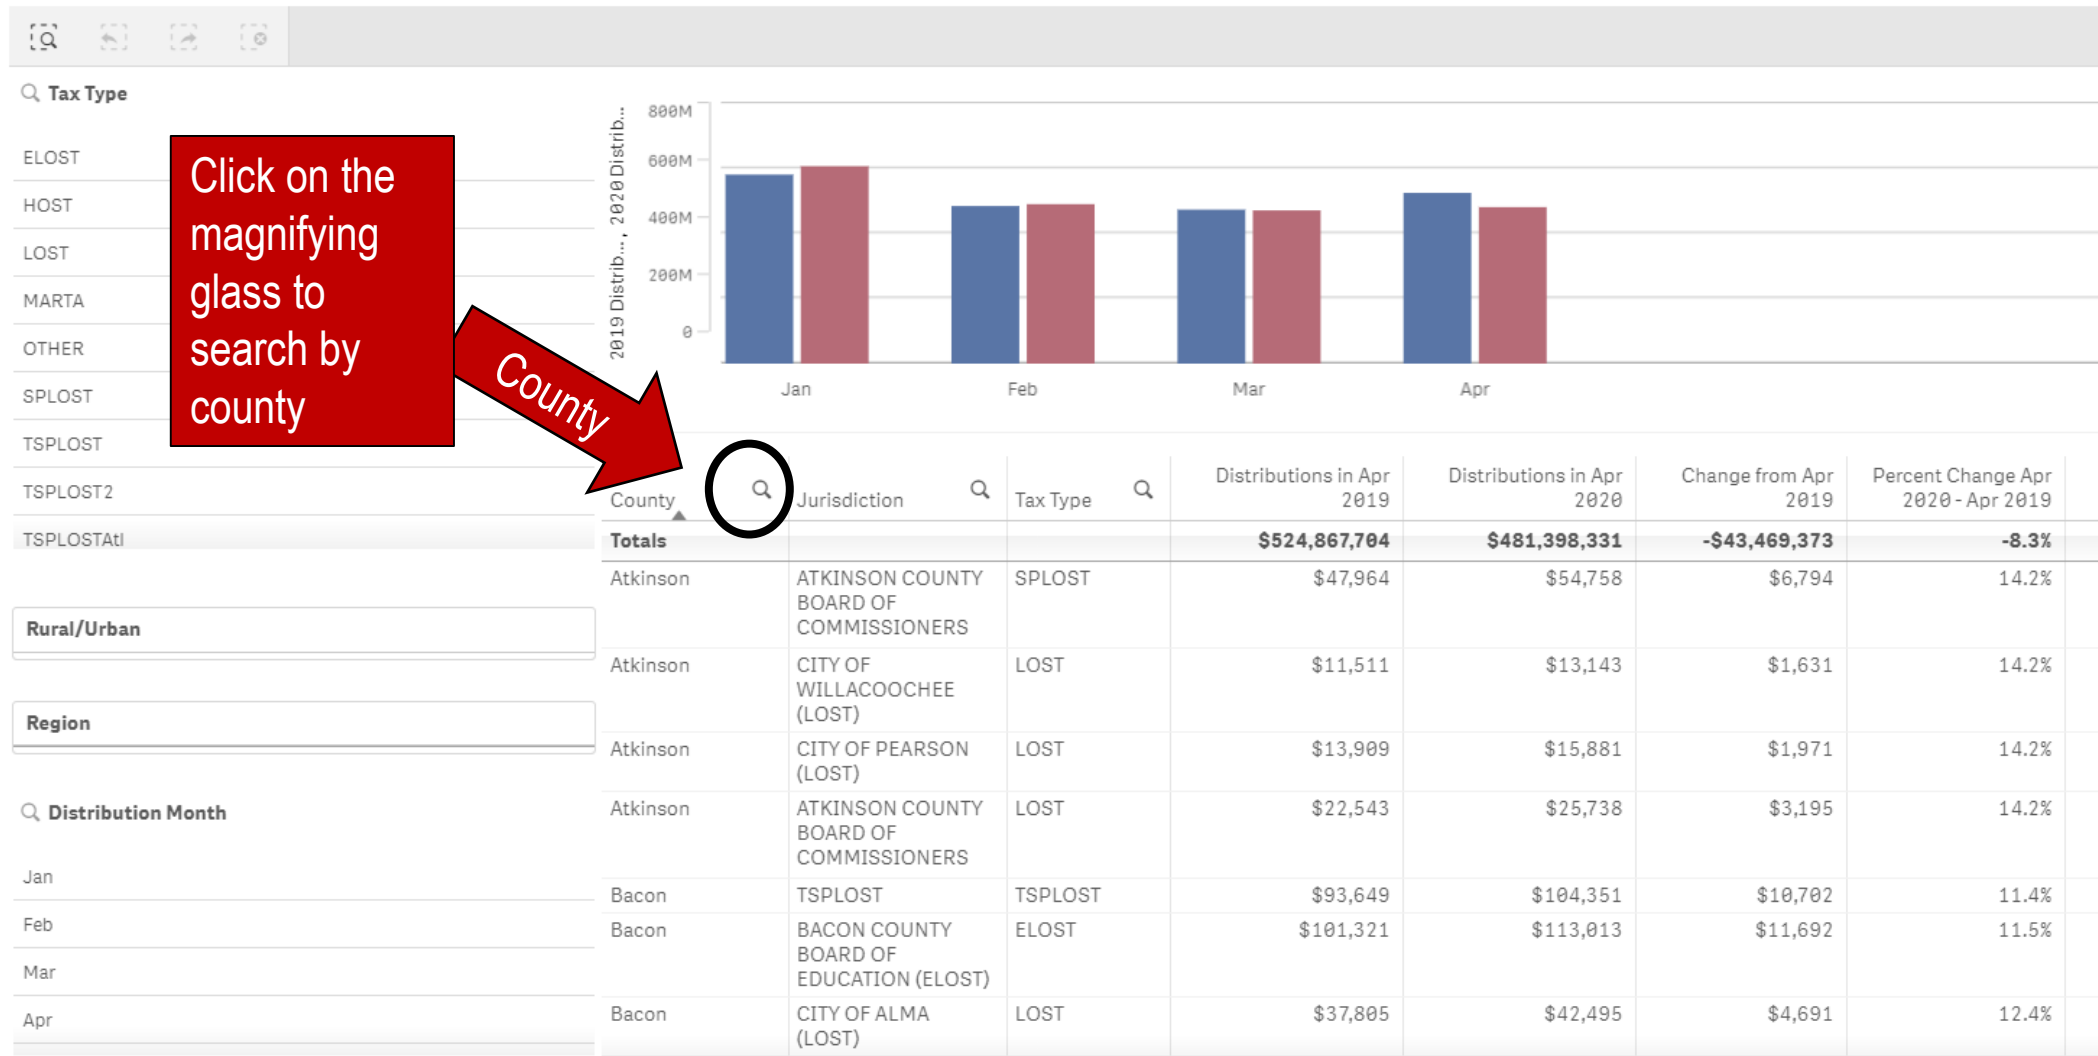 Tax Type
ELOST
HOST
LOST
MARTA
OTHER
SPLOST
TSPLOST
TSPLOST2
TSPLOSTAtl
Click on the
magnifying
glass to
search by
county
County
Rural/Urban
Region
Distribution Month
Jan
Feb
Mar
Apr
2019 Distrib..., 2020 Distrib...
800M
600M
400M
200M
0
Jan Feb Mar Apr
County Jurisdiction Tax Type Distributions in Apr 2019 Distributions in Apr 2020 Change from Apr 2019 Percent Change Apr 2020 - Apr 2019
Totals $524,867,704 $481,398,331 -$43,469,373 -8.3%
Atkinson ATKINSON COUNTY SPLOST $47,964 $54,758 $6,794 14.2%
BOARD OF
COMMISSIONERS
Atkinson CITY OF LOST $11,511 $13,143 $1,631 14.2%
WILLACOOCHEE
(LOST)
Atkinson CITY OF PEARSON LOST $13,909 $15,881 $1,971 14.2%
(LOST)
Atkinson ATKINSON COUNTY LOST $22,543 $25,738 $3,195 14.2%
BOARD OF
COMMISSIONERS
Bacon TSPLOST TSPLOST $93,649 $104,351 $10,702 11.4%
Bacon BACON COUNTY ELOST $101,321 $113,013 $11,692 11.5%
BOARD OF
EDUCATION (ELOST)
Bacon CITY OF ALMA LOST $37,805 $42,495 $4,691 12.4%
(LOST)